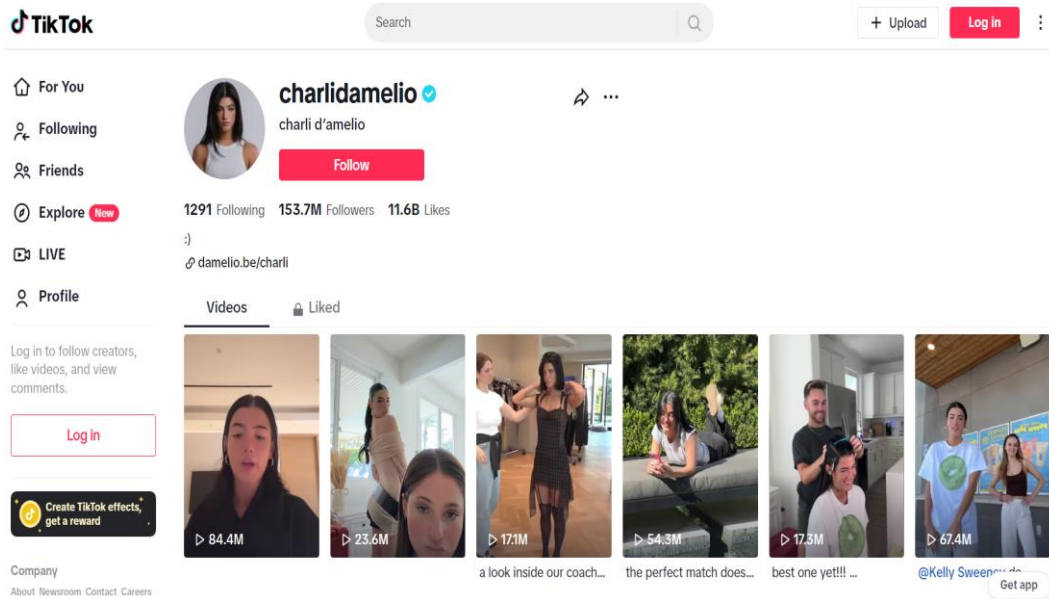 TikTok
Search
+ Upload
Log in
For You
Following
Friends
Explore New
LIVE
Profile
Log in to follow creators,
like videos, and view
comments.
Log in
Create TikTok effects,
get a reward
Company
About Newsroom Contact Careers
charlidamelio
charli d'amelio
Follow
1291 Following 153.7M Followers 11.6B Likes
:)
damelio.be/charli
Videos Liked
84.4M 23.6M 17.1M 54.3M 17.3M 67.4M
a look inside our coach... the perfect match does... best one yet!!! ... @Kelly Sweeney
Get app